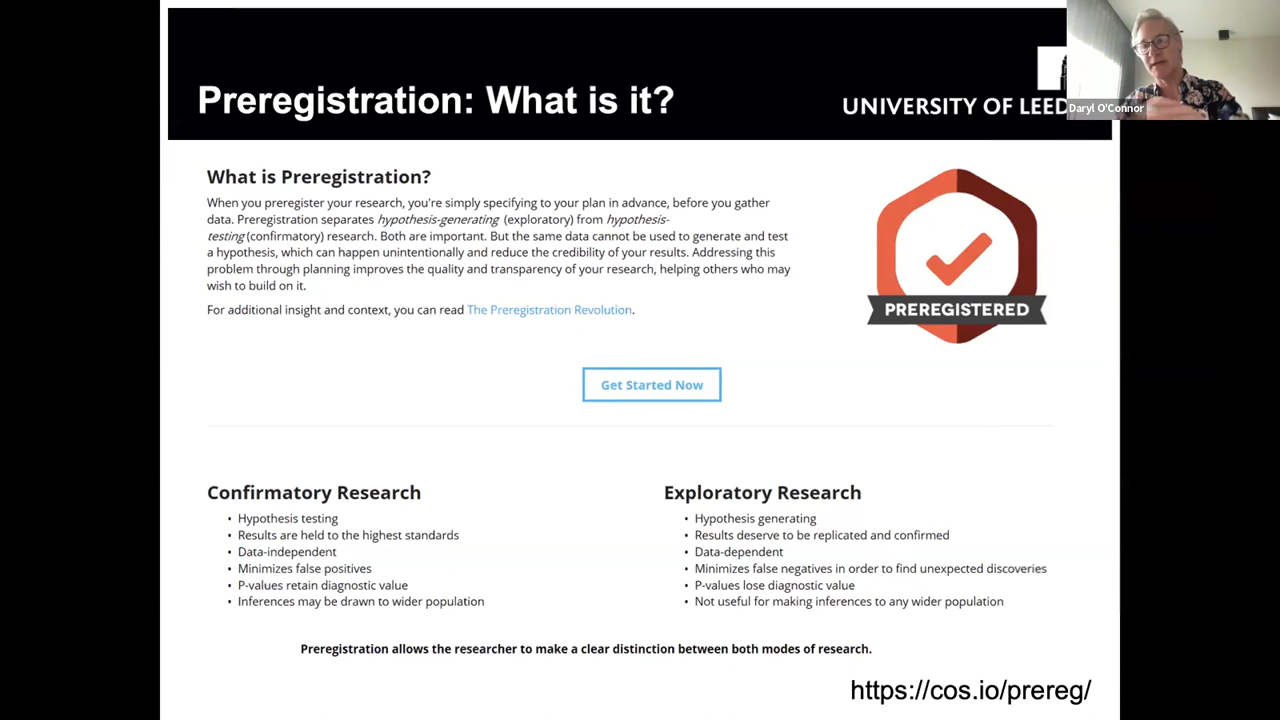 Preregistration: What is it?
UNIVERSITY OF LEED
Daryl O'Connor
What is Preregistration?
When you preregister your research, you're simply specifying to your plan in advance, before you gather
data. Preregistration separates hypothesis-generating (exploratory) from hypothesis-
testing (confirmatory) research. Both are important. But the same data cannot be used to generate and test
a hypothesis, which can happen unintentionally and reduce the credibility of your results. Addressing this
problem through planning improves the quality and transparency of your research, helping others who may
wish to build on it.
For additional insight and context, you can read The Preregistration Revolution.
PREREGISTERED
Get Started Now
Confirmatory Research
• Hypothesis testing
• Results are held to the highest standards
• Data-independent
• Minimizes false positives
• P-values retain diagnostic value
• Inferences may be drawn to wider population
Exploratory Research
• Hypothesis generating
• Results deserve to be replicated and confirmed
• Data-dependent
• Minimizes false negatives in order to find unexpected discoveries
• P-values lose diagnostic value
• Not useful for making inferences to any wider population
Preregistration allows the researcher to make a clear distinction between both modes of research.
https://cos.io/prereg/